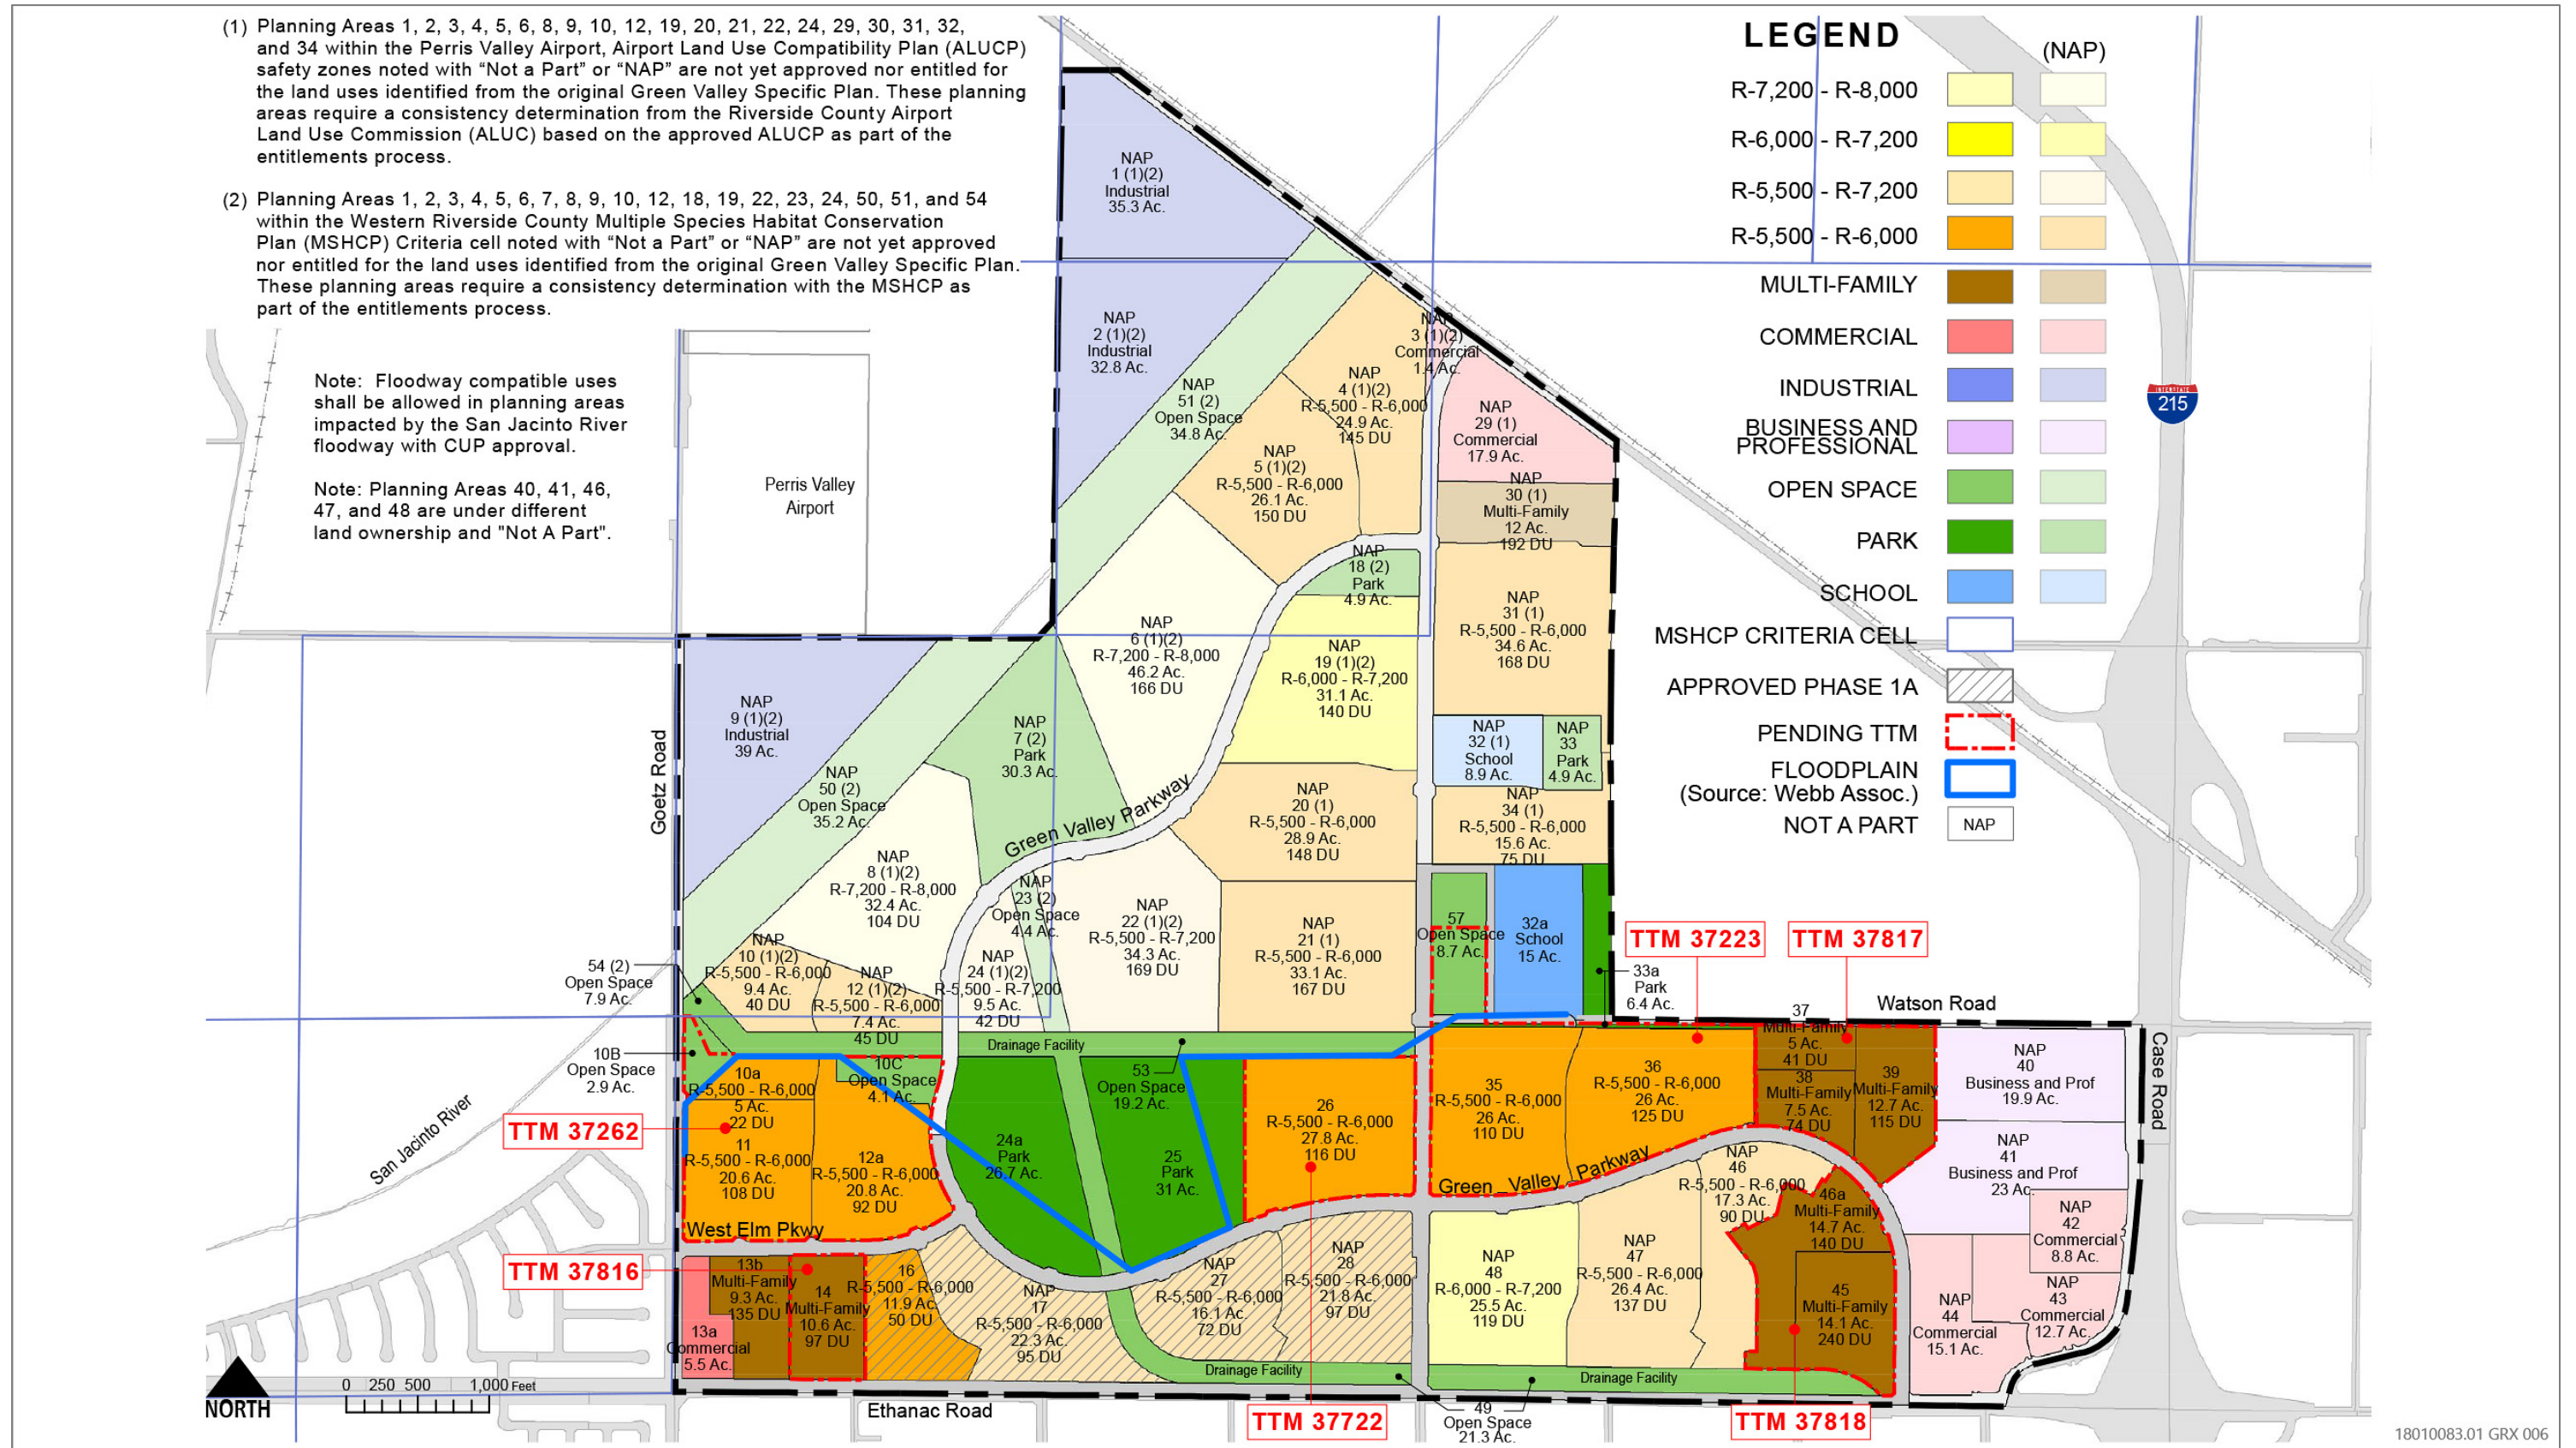 (1) Planning Areas 1, 2, 3, 4, 5, 6, 8, 9, 10, 12, 19, 20, 21, 22, 24, 29, 30, 31, 32,
and 34 within the Perris Valley Airport, Airport Land Use Compatibility Plan (ALUCP)
safety zones noted with “Not a Part” or “NAP” are not yet approved nor entitled for
the land uses identified from the original Green Valley Specific Plan. These planning
areas require a consistency determination from the Riverside County Airport
Land Use Commission (ALUC) based on the approved ALUCP as part of the
entitlements process.
(2) Planning Areas 1, 2, 3, 4, 5, 6, 7, 8, 9, 10, 12, 18, 19, 22, 23, 24, 50, 51, and 54
within the Western Riverside County Multiple Species Habitat Conservation
Plan (MSHCP) Criteria cell noted with “Not a Part” or “NAP” are not yet approved
nor entitled for the land uses identified from the original Green Valley Specific Plan.
These planning areas require a consistency determination with the MSHCP as
part of the entitlements process.
Note: Floodway compatible uses
shall be allowed in planning areas
impacted by the San Jacinto River
floodway with CUP approval.
Note: Planning Areas 40, 41, 46,
47, and 48 are under different
land ownership and "Not A Part".
LEGEND
(NAP)
R-7,200 - R-8,000
R-6,000 - R-7,200
R-5,500 - R-7,200
R-5,500 - R-6,000
MULTI-FAMILY
COMMERCIAL
INDUSTRIAL
BUSINESS AND
PROFESSIONAL
OPEN SPACE
PARK
SCHOOL
MSHCP CRITERIA CELL
APPROVED PHASE 1A
PENDING TTM
FLOODPLAIN
(Source: Webb Assoc.)
NOT A PART
NAP
INTERSTATE
215
Perris Valley
Airport
NAP
1 (1)(2)
Industrial
35.3 Ac.
NAP
2 (1)(2)
Industrial
32.8 Ac.
NAP
3 (1)(2)
Commercial
1.4 Ac.
NAP
4 (1)(2)
R-5,500 - R-6,000
24.9 Ac.
145 DU
NAP
51 (2)
Open Space
34.8 Ac.
NAP
5 (1)(2)
R-5,500 - R-6,000
26.1 Ac.
150 DU
NAP
29 (1)
Commercial
17.9 Ac.
NAP
30 (1)
Multi-Family
12 Ac.
192 DU
NAP
18 (2)
Park
4.9 Ac.
NAP
31 (1)
R-5,500 - R-6,000
34.6 Ac.
168 DU
NAP
6 (1)(2)
R-7,200 - R-8,000
46.2 Ac.
166 DU
NAP
19 (1)(2)
R-6,000 - R-7,200
31.1 Ac.
140 DU
NAP
9 (1)(2)
Industrial
39 Ac.
NAP
7 (2)
Park
30.3 Ac.
NAP
32 (1)
School
8.9 Ac.
NAP
33
Park
4.9 Ac.
NAP
50 (2)
Open Space
35.2 Ac.
NAP
20 (1)
R-5,500 - R-6,000
28.9 Ac.
148 DU
NAP
34 (1)
R-5,500 - R-6,000
15.6 Ac.
75 DU
Goetz Road
Green Valley Parkway
NAP
8 (1)(2)
R-7,200 - R-8,000
32.4 Ac.
104 DU
NAP
23 (2)
Open Space
4.4 Ac.
NAP
22 (1)(2)
R-5,500 - R-7,200
34.3 Ac.
169 DU
NAP
21 (1)
R-5,500 - R-6,000
33.1 Ac.
167 DU
57
Open Space
8.7 Ac.
32a
School
15 Ac.
33a
Park
6.4 Ac.
TTM 37223
TTM 37817
Watson Road
Case Road
54 (2)
Open Space
7.9 Ac.
NAP
10 (1)(2)
R-5,500 - R-6,000
9.4 Ac.
40 DU
NAP
12 (1)(2)
R-5,500 - R-6,000
7.4 Ac.
45 DU
NAP
24 (1)(2)
R-5,500 - R-7,200
9.5 Ac.
42 DU
Drainage Facility
10B
Open Space
2.9 Ac.
10a
R-5,500 - R-6,000
5 Ac.
22 DU
10C
Open Space
4.1 Ac.
53
Open Space
19.2 Ac.
TTM 37262
11
R-5,500 - R-6,000
20.6 Ac.
108 DU
12a
R-5,500 - R-6,000
20.8 Ac.
92 DU
24a
Park
26.7 Ac.
25
Park
31 Ac.
26
R-5,500 - R-6,000
27.8 Ac.
116 DU
35
R-5,500 - R-6,000
26 Ac.
110 DU
36
R-5,500 - R-6,000
26 Ac.
125 DU
37
Multi-Family
5 Ac.
41 DU
38
Multi-Family
7.5 Ac.
74 DU
39
Multi-Family
12.7 Ac.
115 DU
NAP
40
Business and Prof
19.9 Ac.
NAP
41
Business and Prof
23 Ac.
San Jacinto River
West Elm Pkwy
Green Valley Parkway
NAP
46
R-5,500 - R-6,000
17.3 Ac.
90 DU
46a
Multi-Family
14.7 Ac.
140 DU
NAP
42
Commercial
8.8 Ac.
TTM 37816
13b
Multi-Family
9.3 Ac.
135 DU
14
Multi-Family
10.6 Ac.
97 DU
16
R-5,500 - R-6,000
11.9 Ac.
50 DU
NAP
17
R-5,500 - R-6,000
22.3 Ac.
95 DU
NAP
27
R-5,500 - R-6,000
16.1 Ac.
72 DU
NAP
28
R-5,500 - R-6,000
21.8 Ac.
97 DU
NAP
48
R-6,000 - R-7,200
25.5 Ac.
119 DU
NAP
47
R-5,500 - R-6,000
26.4 Ac.
137 DU
45
Multi-Family
14.1 Ac.
240 DU
NAP
44
Commercial
15.1 Ac.
NAP
43
Commercial
12.7 Ac.
13a
Commercial
5.5 Ac.
Drainage Facility
Drainage Facility
NORTH
0 250 500 1,000 Feet
Ethanac Road
TTM 37722
49
Open Space
21.3 Ac.
TTM 37818
18010083.01 GRX 006